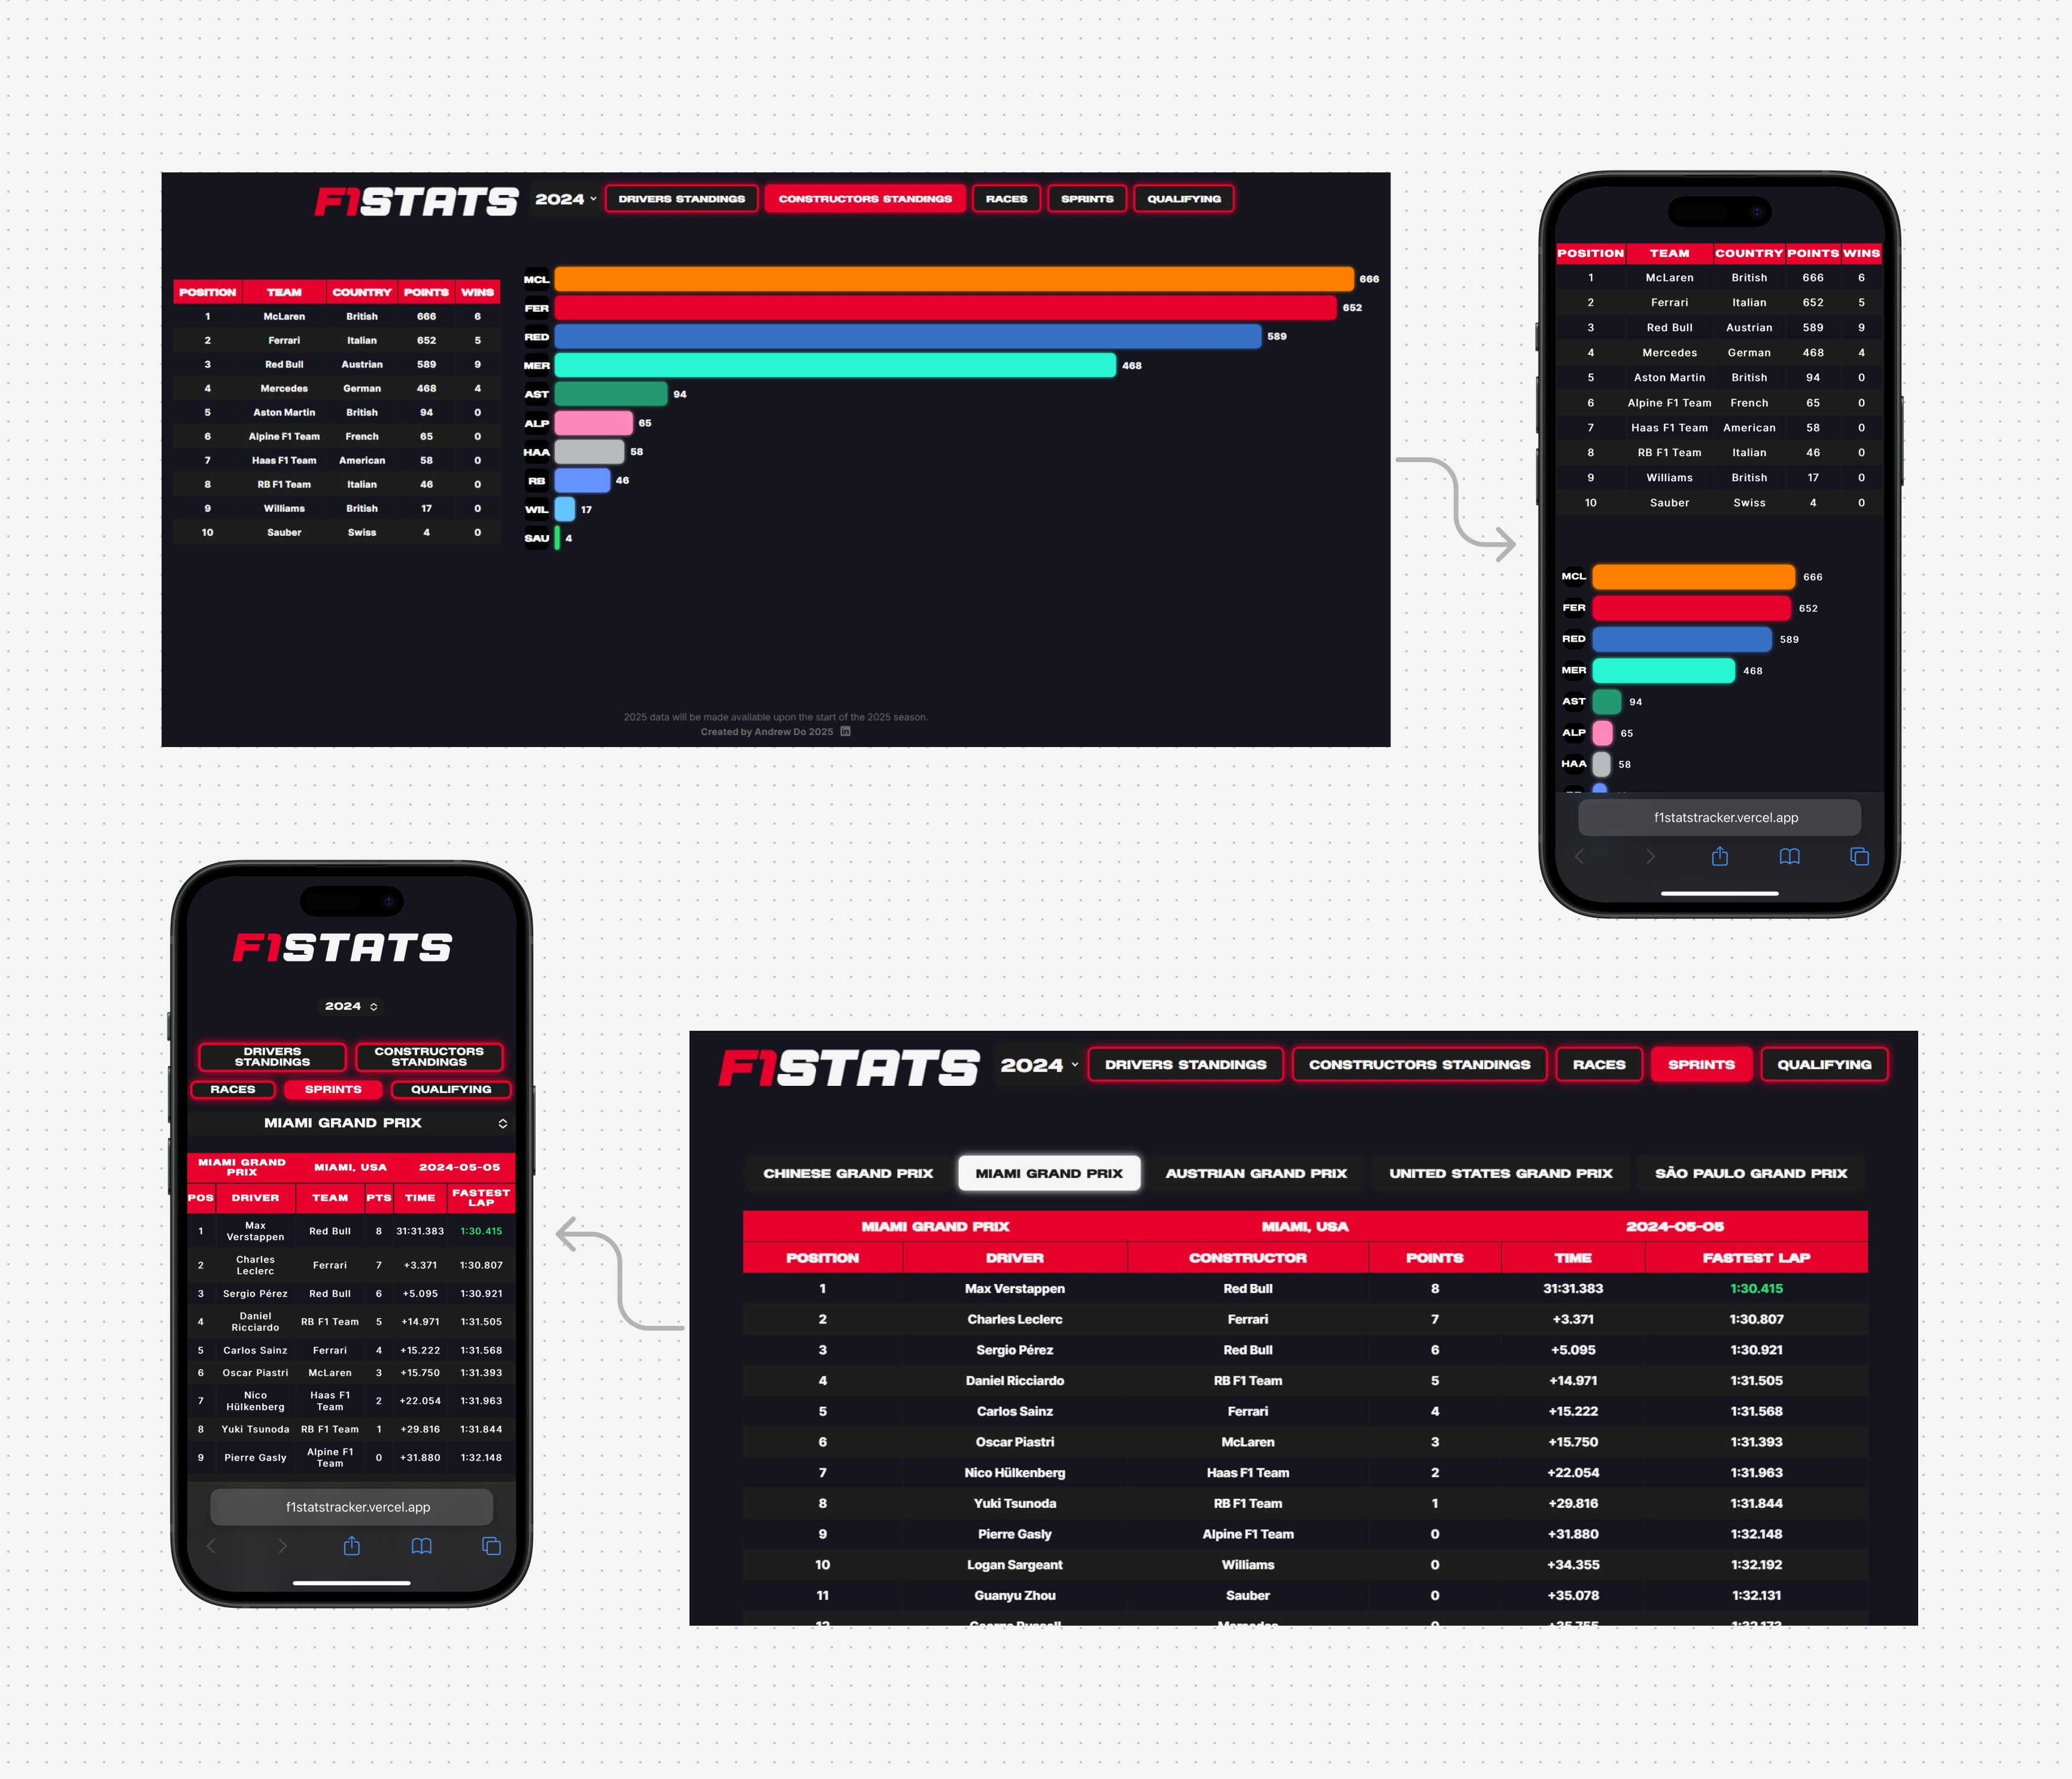 F1STATS 2024 DRIVERS STANDINGS CONSTRUCTORS STANDINGS RACES SPRINTS QUALIFYING
POSITION TEAM COUNTRY POINTS WINS
1 McLaren British 666 6
2 Ferrari Italian 652 5
3 Red Bull Austrian 589 9
4 Mercedes German 468 4
5 Aston Martin British 94 0
6 Alpine F1 Team French 65 0
7 Haas F1 Team American 58 0
8 RB F1 Team Italian 46 0
9 Williams British 17 0
10 Sauber Swiss 4 0
MCL 666
FER 652
RED 589
MER 468
AST 94
ALP 65
HAA 58
RB 46
WIL 17
SAU 4
2025 data will be made available upon the start of the 2025 season.
Created by Andrew Do 2025 in
POSITION TEAM COUNTRY POINTS WINS
1 McLaren British 666 6
2 Ferrari Italian 652 5
3 Red Bull Austrian 589 9
4 Mercedes German 468 4
5 Aston Martin British 94 0
6 Alpine F1 Team French 65 0
7 Haas F1 Team American 58 0
8 RB F1 Team Italian 46 0
9 Williams British 17 0
10 Sauber Swiss 4 0
MCL 666
FER 652
RED 589
MER 468
AST 94
ALP 65
HAA 58
f1statstracker.vercel.app
F1STATS
2024
DRIVERS
STANDINGS
CONSTRUCTORS
STANDINGS
RACES SPRINTS QUALIFYING
MIAMI GRAND PRIX
MIAMI GRAND
PRIX
MIAMI, USA 2024-05-05
POS DRIVER TEAM PTS TIME FASTEST
LAP
1 Max
Verstappen Red Bull 8 31:31.383 1:30.415
2 Charles
Leclerc Ferrari 7 +3.371 1:30.807
3 Sergio Pérez Red Bull 6 +5.095 1:30.921
4 Daniel
Ricciardo RB F1 Team 5 +14.971 1:31.505
5 Carlos Sainz Ferrari 4 +15.222 1:31.568
6 Oscar Piastri McLaren 3 +15.750 1:31.393
7 Nico
Hülkenberg Haas F1
Team 2 +22.054 1:31.963
8 Yuki Tsunoda RB F1 Team 1 +29.816 1:31.844
9 Pierre Gasly Alpine F1
Team 0 +31.880 1:32.148
f1statstracker.vercel.app
F1STATS 2024 DRIVERS STANDINGS CONSTRUCTORS STANDINGS RACES SPRINTS QUALIFYING
CHINESE GRAND PRIX MIAMI GRAND PRIX AUSTRIAN GRAND PRIX UNITED STATES GRAND PRIX SÃO PAULO GRAND PRIX
MIAMI GRAND PRIX MIAMI, USA 2024-05-05
POSITION DRIVER CONSTRUCTOR POINTS TIME FASTEST LAP
1 Max Verstappen Red Bull 8 31:31.383 1:30.415
2 Charles Leclerc Ferrari 7 +3.371 1:30.807
3 Sergio Pérez Red Bull 6 +5.095 1:30.921
4 Daniel Ricciardo RB F1 Team 5 +14.971 1:31.505
5 Carlos Sainz Ferrari 4 +15.222 1:31.568
6 Oscar Piastri McLaren 3 +15.750 1:31.393
7 Nico Hülkenberg Haas F1 Team 2 +22.054 1:31.963
8 Yuki Tsunoda RB F1 Team 1 +29.816 1:31.844
9 Pierre Gasly Alpine F1 Team 0 +31.880 1:32.148
10 Logan Sargeant Williams 0 +34.355 1:32.192
11 Guanyu Zhou Sauber 0 +35.078 1:32.131